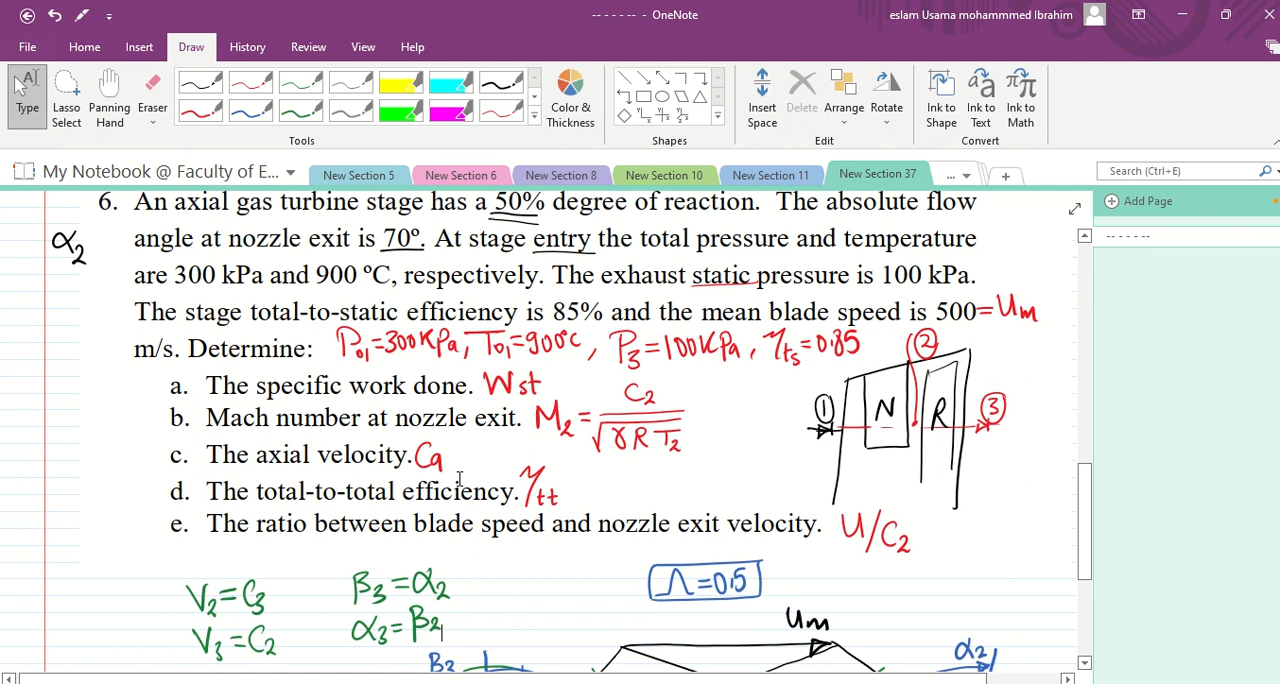 ------ - OneNote
eslam Usama mohammmed Ibrahim
File Home Insert Draw History Review View Help
Type Lasso Select Panning Hand Eraser
Color & Thickness
Insert Space Delete Arrange Rotate
Ink to Shape Ink to Text Ink to Math
Tools Shapes Edit Convert
My Notebook @ Faculty of E... New Section 5 New Section 6 New Section 8 New Section 10 New Section 11 New Section 37 ... + Search (Ctrl+E)
Add Page
------
6. An axial gas turbine stage has a 50% degree of reaction. The absolute flow
α2 angle at nozzle exit is 70º. At stage entry the total pressure and temperature
are 300 kPa and 900 ºC, respectively. The exhaust static pressure is 100 kPa.
The stage total-to-static efficiency is 85% and the mean blade speed is 500 = Um
m/s. Determine: P01=300KPa, T01=900°C, P3=100KPa, ηts=0.85
a. The specific work done. Wst
b. Mach number at nozzle exit. M2 = C2/√γRT2
c. The axial velocity. Ca
d. The total-to-total efficiency. ηtt
e. The ratio between blade speed and nozzle exit velocity. U/C2
1 N 2 R 3
V2=C3 β3=α2 Λ=0.5
V3=C2 α3=β2 Um
β2 α2